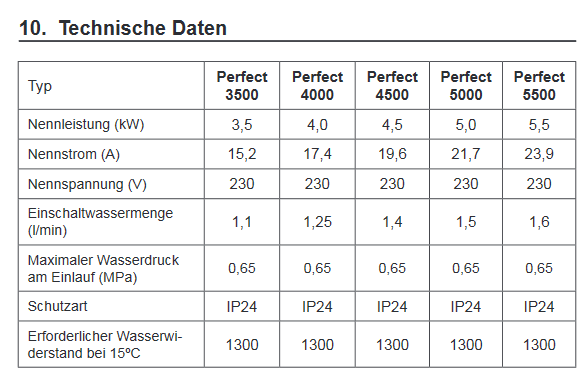 10. Technische Daten
Typ Perfect 3500 Perfect 4000 Perfect 4500 Perfect 5000 Perfect 5500
Nennleistung (kW) 3,5 4,0 4,5 5,0 5,5
Nennstrom (A) 15,2 17,4 19,6 21,7 23,9
Nennspannung (V) 230 230 230 230 230
Einschaltwassermenge
(l/min) 1,1 1,25 1,4 1,5 1,6
Maximaler Wasserdruck
am Einlauf (MPa) 0,65 0,65 0,65 0,65 0,65
Schutzart IP24 IP24 IP24 IP24 IP24
Erforderlicher Wasserwi-
derstand bei 15ºC 1300 1300 1300 1300 1300